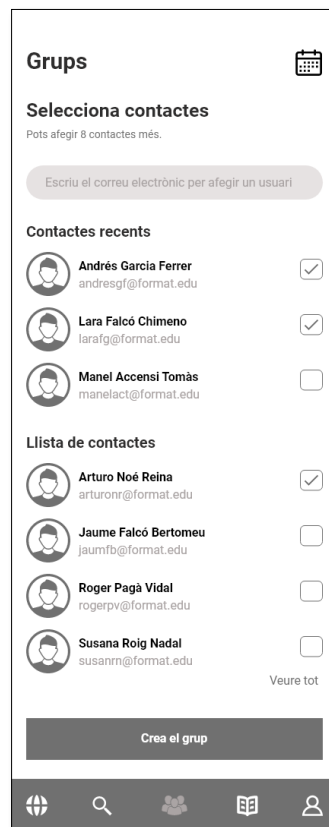 Grups
Selecciona contactes
Pots afegir 8 contactes més.
Escriu el correu electrònic per afegir un usuari
Contactes recents
Andrés Garcia Ferrer
andresgf@format.edu
Lara Falcó Chimeno
larafg@format.edu
Manel Accensi Tomàs
manelact@format.edu
Llista de contactes
Arturo Noé Reina
arturonr@format.edu
Jaume Falcó Bertomeu
jaumfb@format.edu
Roger Pagà Vidal
rogerpv@format.edu
Susana Roig Nadal
susanrn@format.edu
Veure tot
Crea el grup